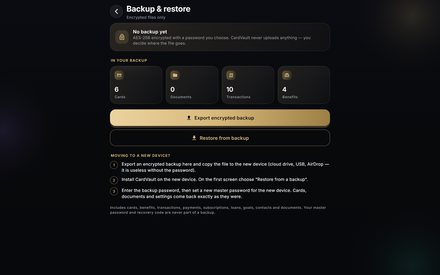 Backup & restore
Encrypted files only
No backup yet
AES-256 encrypted with a password you choose. CardVault never uploads anything — you
decide where the file goes.
IN YOUR BACKUP
6
Cards
0
Documents
10
Transactions
4
Benefits
Export encrypted backup
Restore from backup
MOVING TO A NEW DEVICE?
1 Export an encrypted backup here and copy the file to the new device (cloud drive, USB, AirDrop —
it is useless without the password).
2 Install CardVault on the new device. On the first screen choose "Restore from a backup".
3 Enter the backup password, then set a new master password for the new device. Cards,
documents and settings come back exactly as they were.
Includes cards, benefits, transactions, payments, subscriptions, loans, goals, contacts and documents. Your master
password and recovery code are never part of a backup.